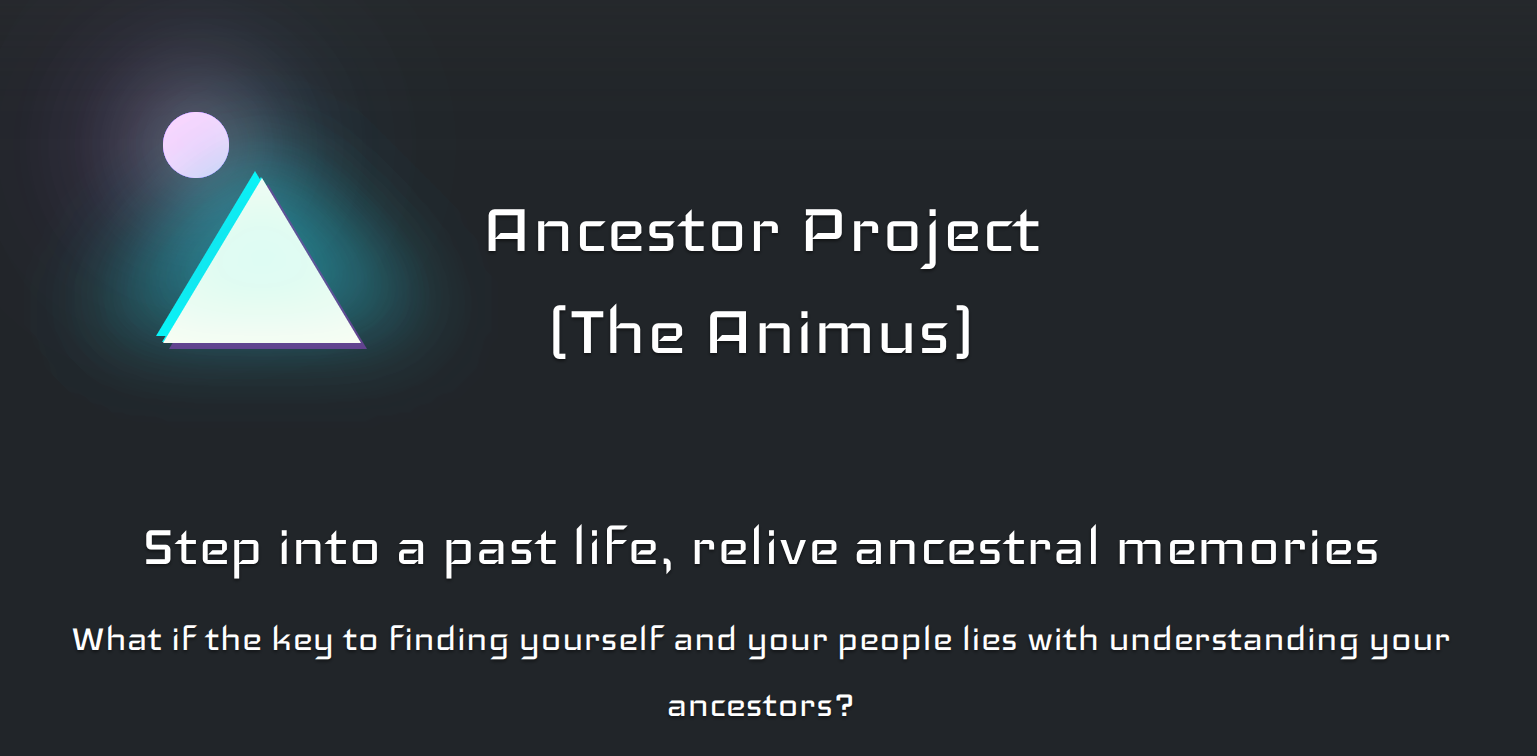 Ancestor Project
[The Animus]
Step into a past life, relive ancestral memories
What if the key to finding yourself and your people lies with understanding your
ancestors?